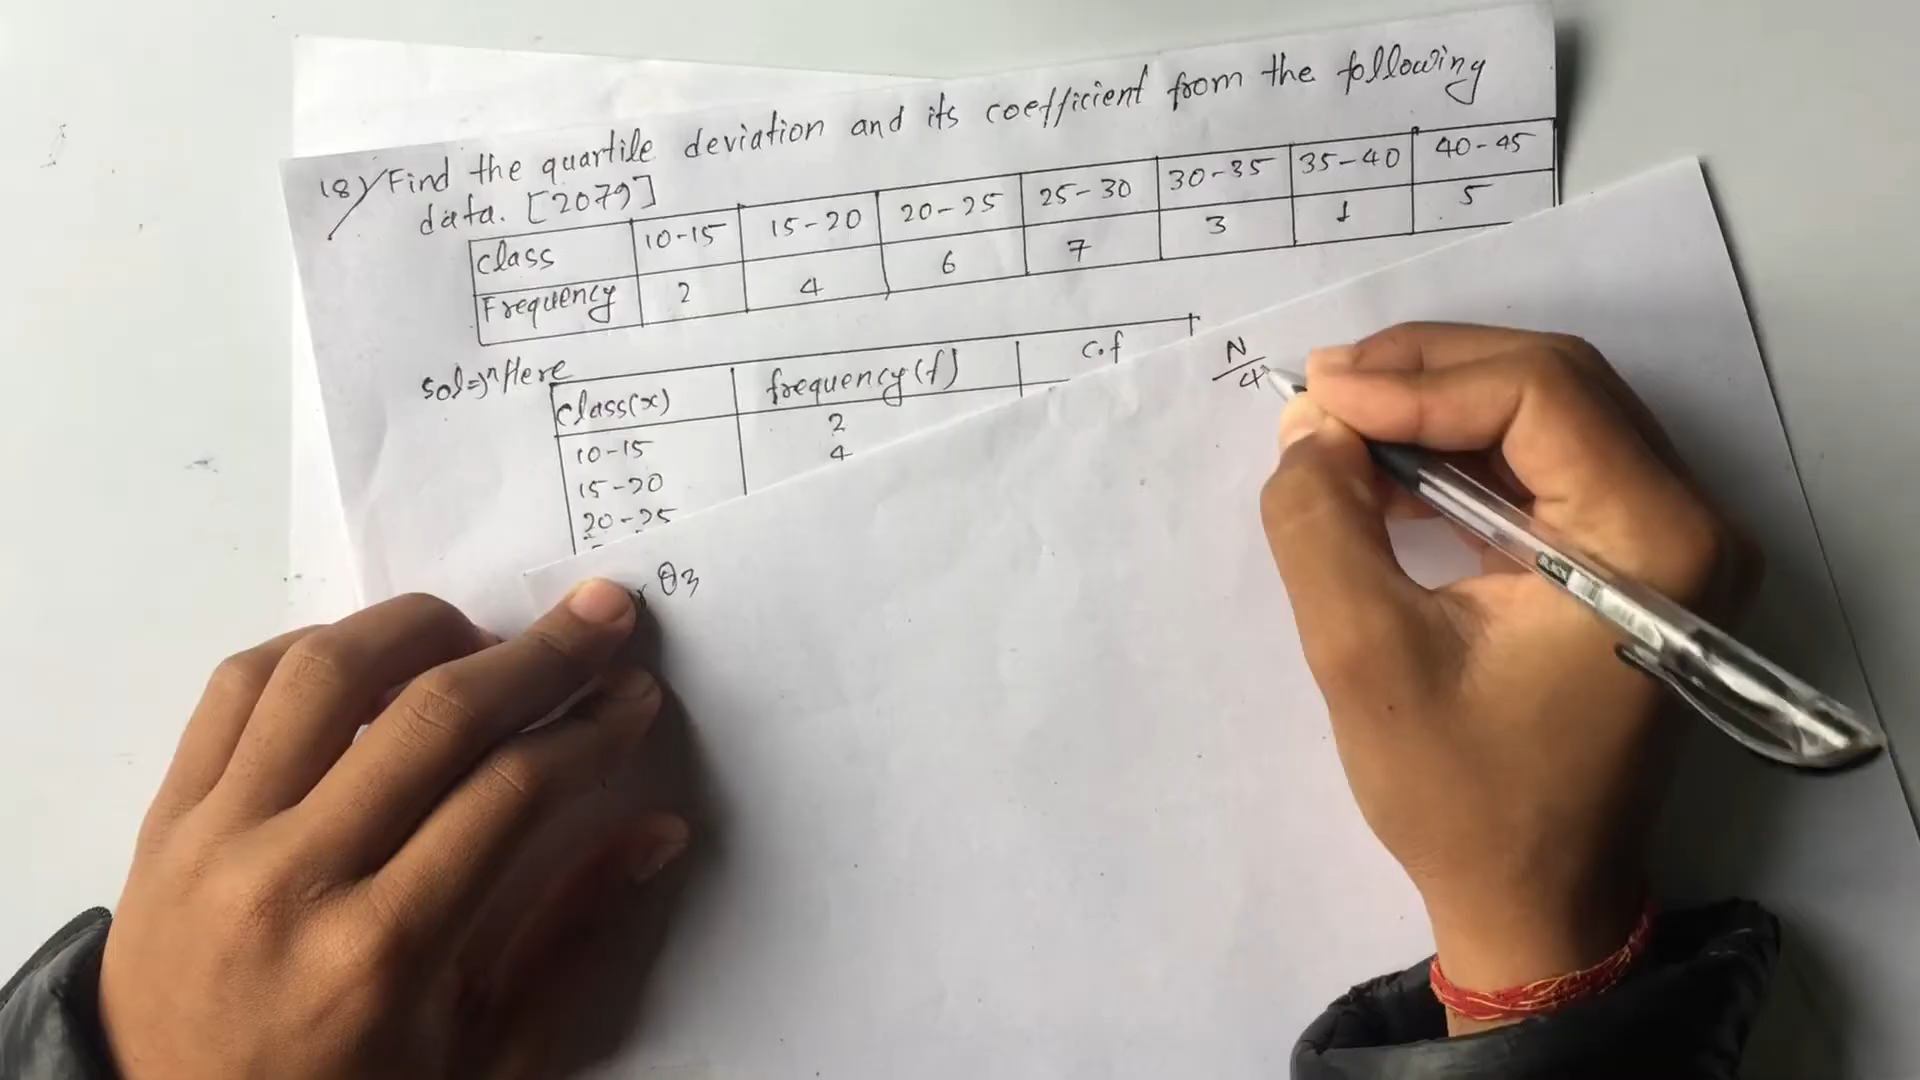 18) Find the quartile deviation and its coefficient from the following
data. [2079]
class 10-15 15-20 20-25 25-30 30-35 35-40 40-45
Frequency 2 4 6 7 3 1 5
Sol=)ⁿ Here
class(x) frequency(f) c.f
10-15 2
15-20 4
20-25
Q3
N
4
BLACK